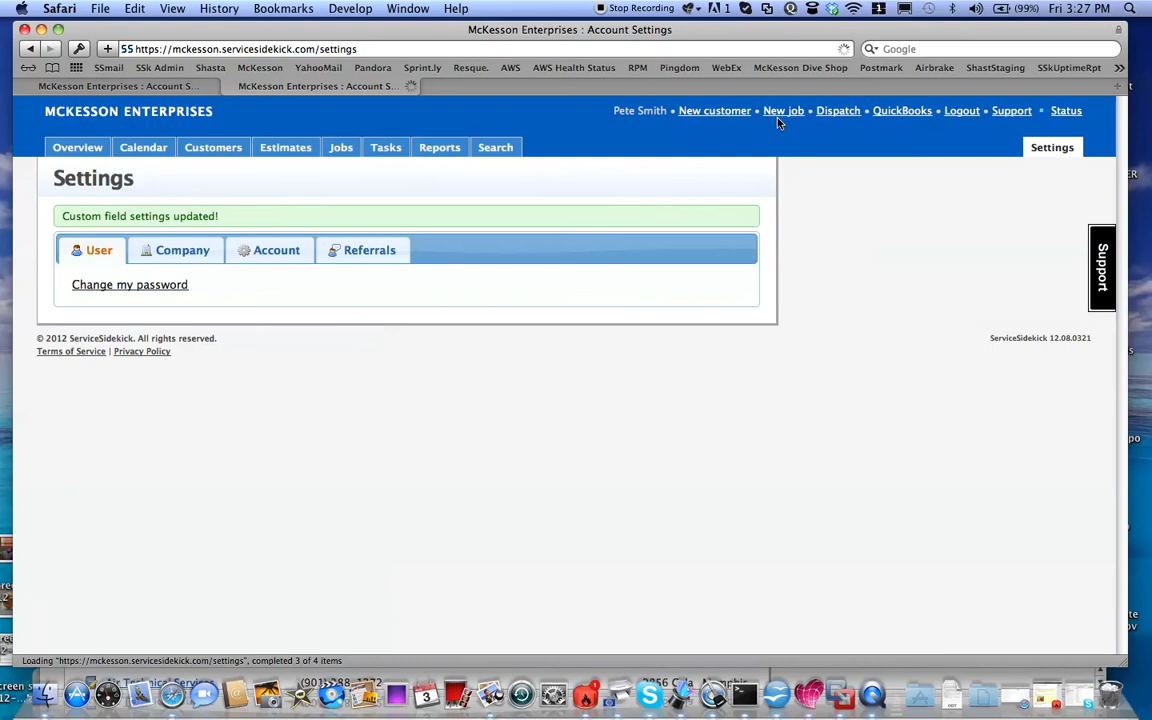 Safari File Edit View History Bookmarks Develop Window Help Stop Recording 1 (99%) Fri 3:27 PM
McKesson Enterprises : Account Settings
https://mckesson.servicesidekick.com/settings Google
SSmail SSk Admin Shasta McKesson YahooMail Pandora Sprint.ly Resque. AWS AWS Health Status RPM Pingdom WebEx McKesson Dive Shop Postmark Airbrake ShastStaging SSkUptimeRpt
McKesson Enterprises : Account S... McKesson Enterprises : Account S...
MCKESSON ENTERPRISES Pete Smith • New customer • New job • Dispatch • QuickBooks • Logout • Support • Status
Overview Calendar Customers Estimates Jobs Tasks Reports Search Settings
Settings
Custom field settings updated!
User Company Account Referrals
Support
Change my password
© 2012 ServiceSidekick. All rights reserved. ServiceSidekick 12.08.0321
Terms of Service | Privacy Policy
Loading "https://mckesson.servicesidekick.com/settings", completed 3 of 4 items